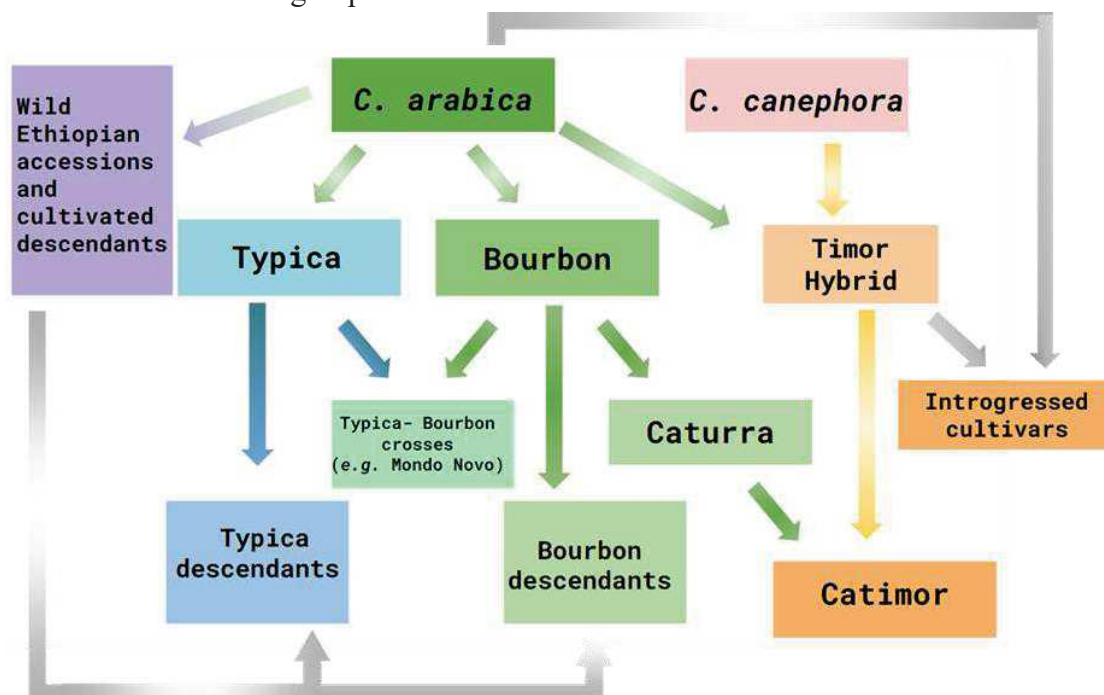 Wild
Ethiopian
accessions
and
cultivated
descendants
C. arabica
C. canephora
Typica
Bourbon
Timor
Hybrid
Typica- Bourbon
crosses
(e.g. Mondo Novo)
Caturra
Introgressed
cultivars
Typica
descendants
Bourbon
descendants
Catimor